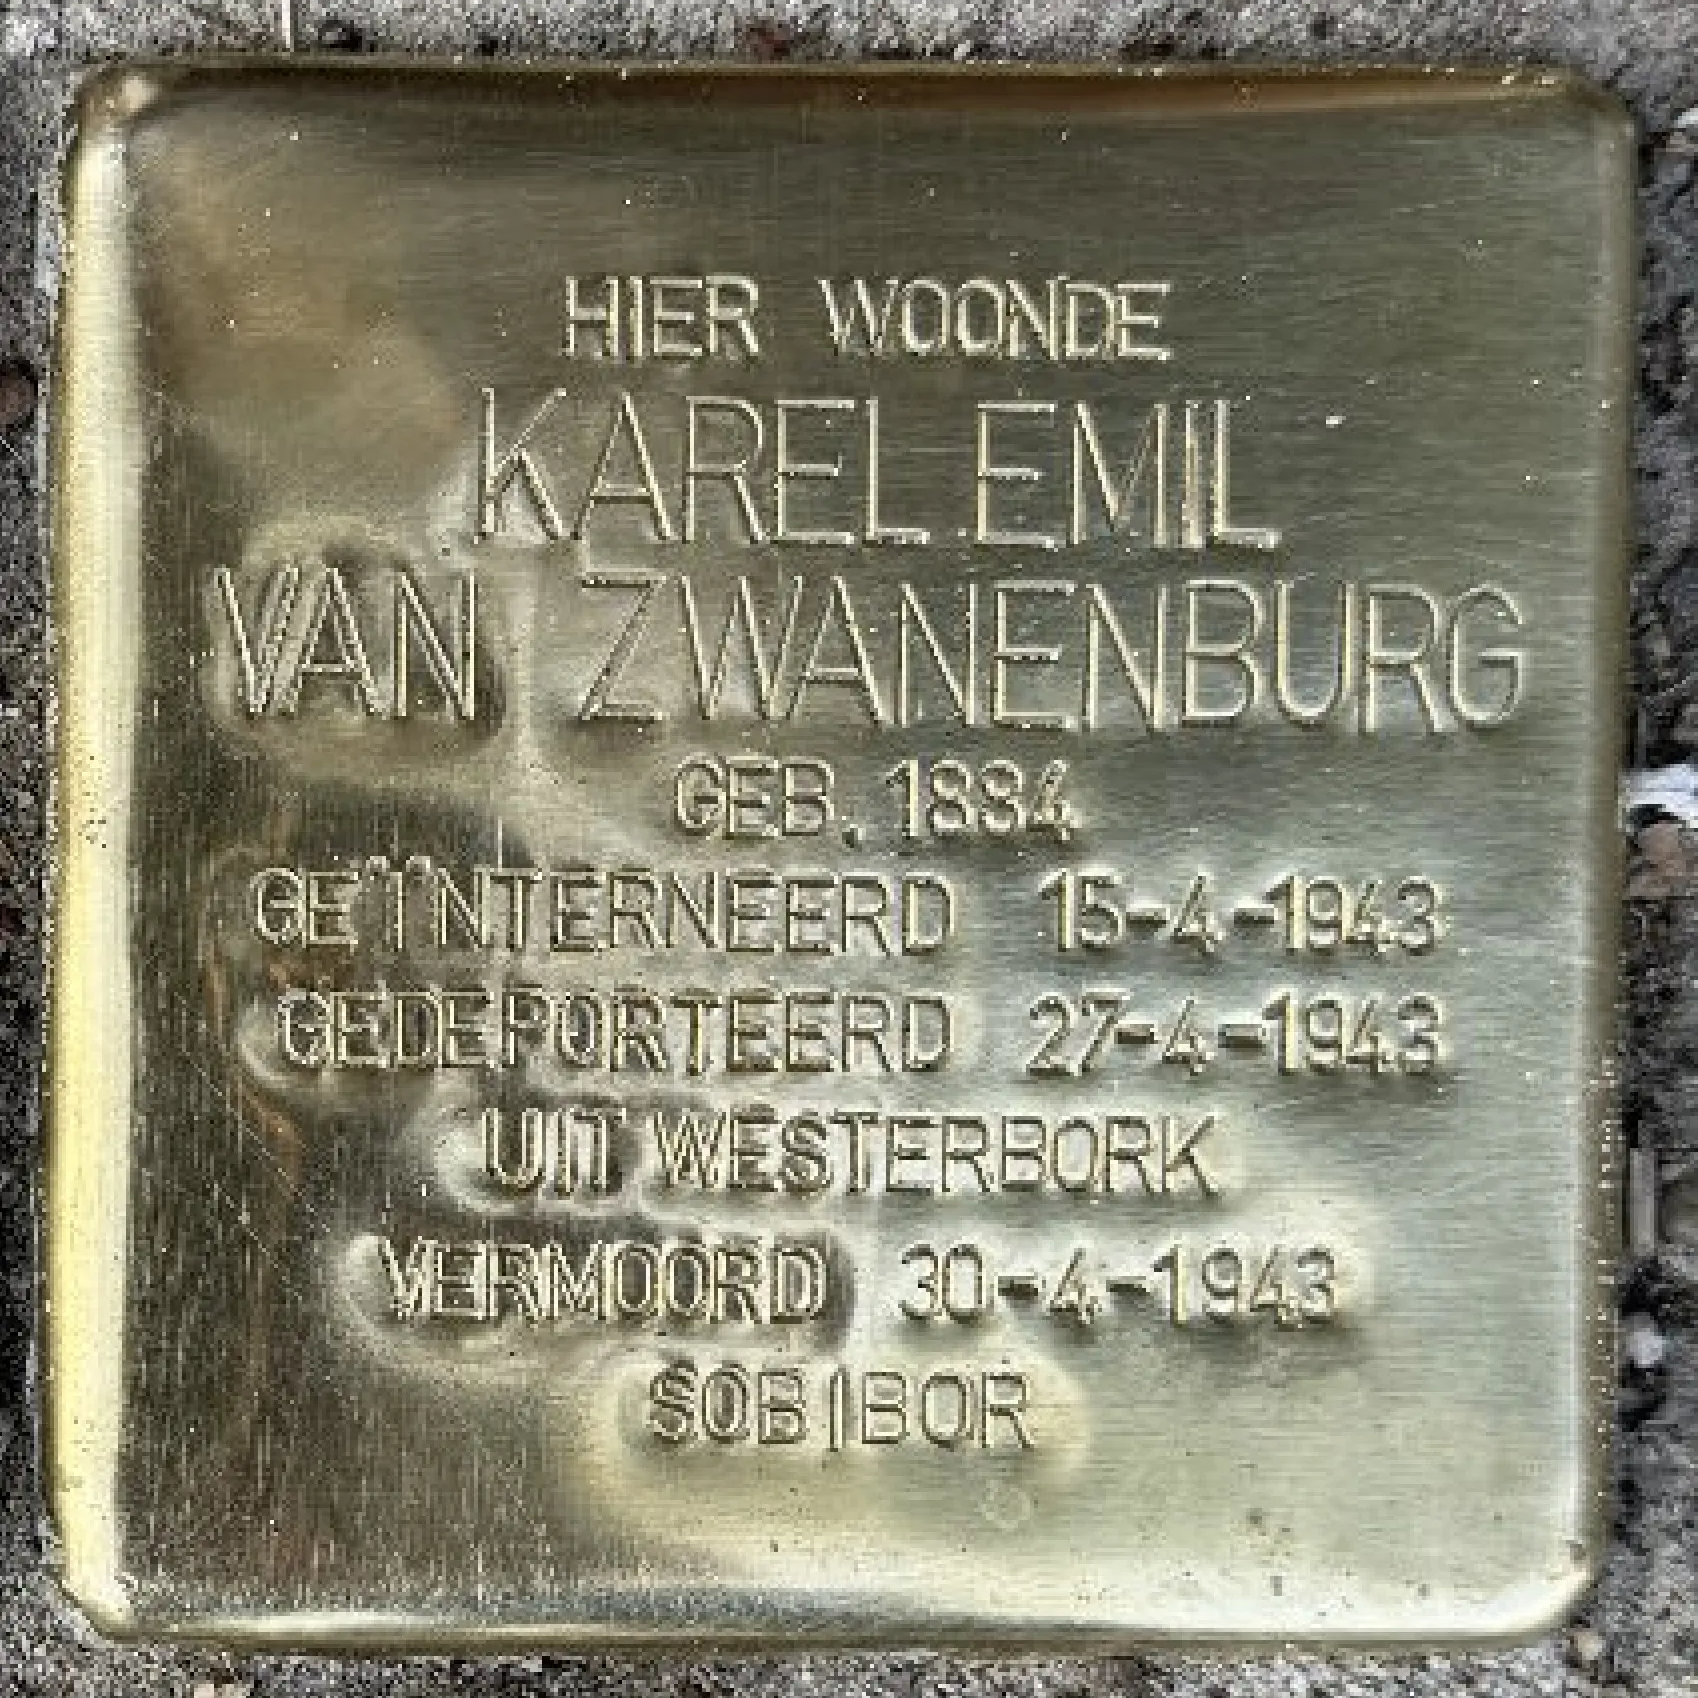 HIER WOONDE
KAREL EMIL
VAN ZWANENBURG
GEB. 1884
GEÏNTERNEERD 15-4-1943
GEDEPORTEERD 27-4-1943
UIT WESTERBORK
VERMOORD 30-4-1943
SOBIBOR